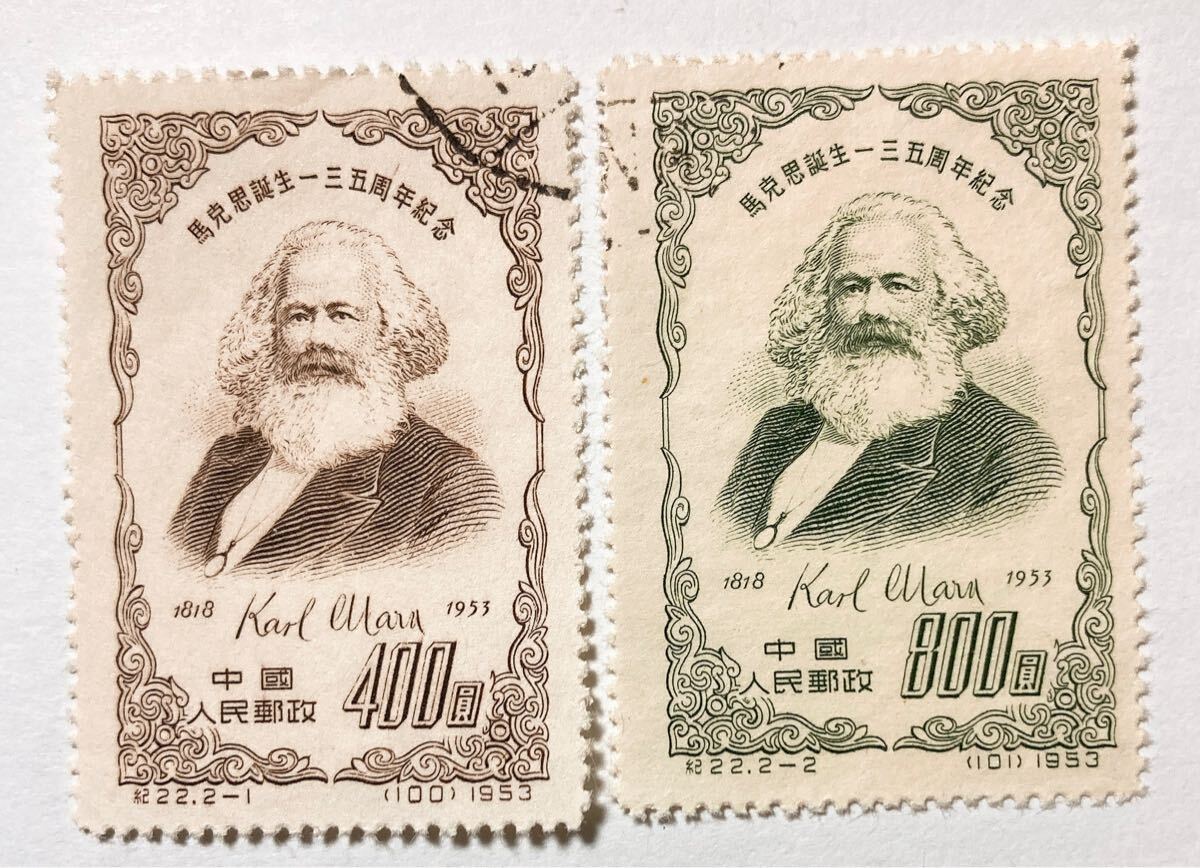 馬克思誕生一三五周年紀念
1818 Karl Marx 1953
中國
人民郵政 400圓
紀22.2-1 (100) 1953
馬克思誕生一三五周年紀念
1818 Karl Marx 1953
中國
人民郵政 800圓
紀22.2-2 (101) 1953